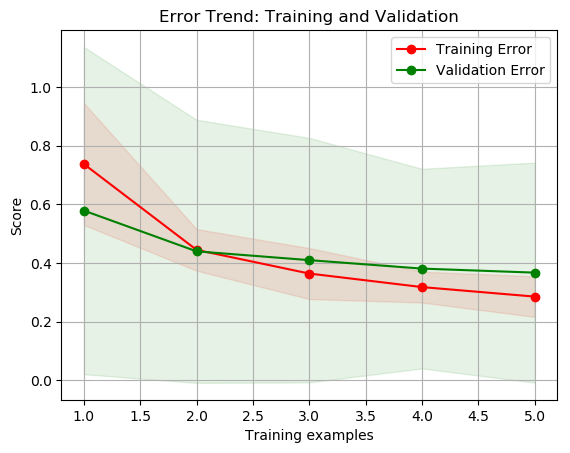 Error Trend: Training and Validation
Training Error
Validation Error
Score
1.0
0.8
0.6
0.4
0.2
0.0
1.0 1.5 2.0 2.5 3.0 3.5 4.0 4.5 5.0
Training examples